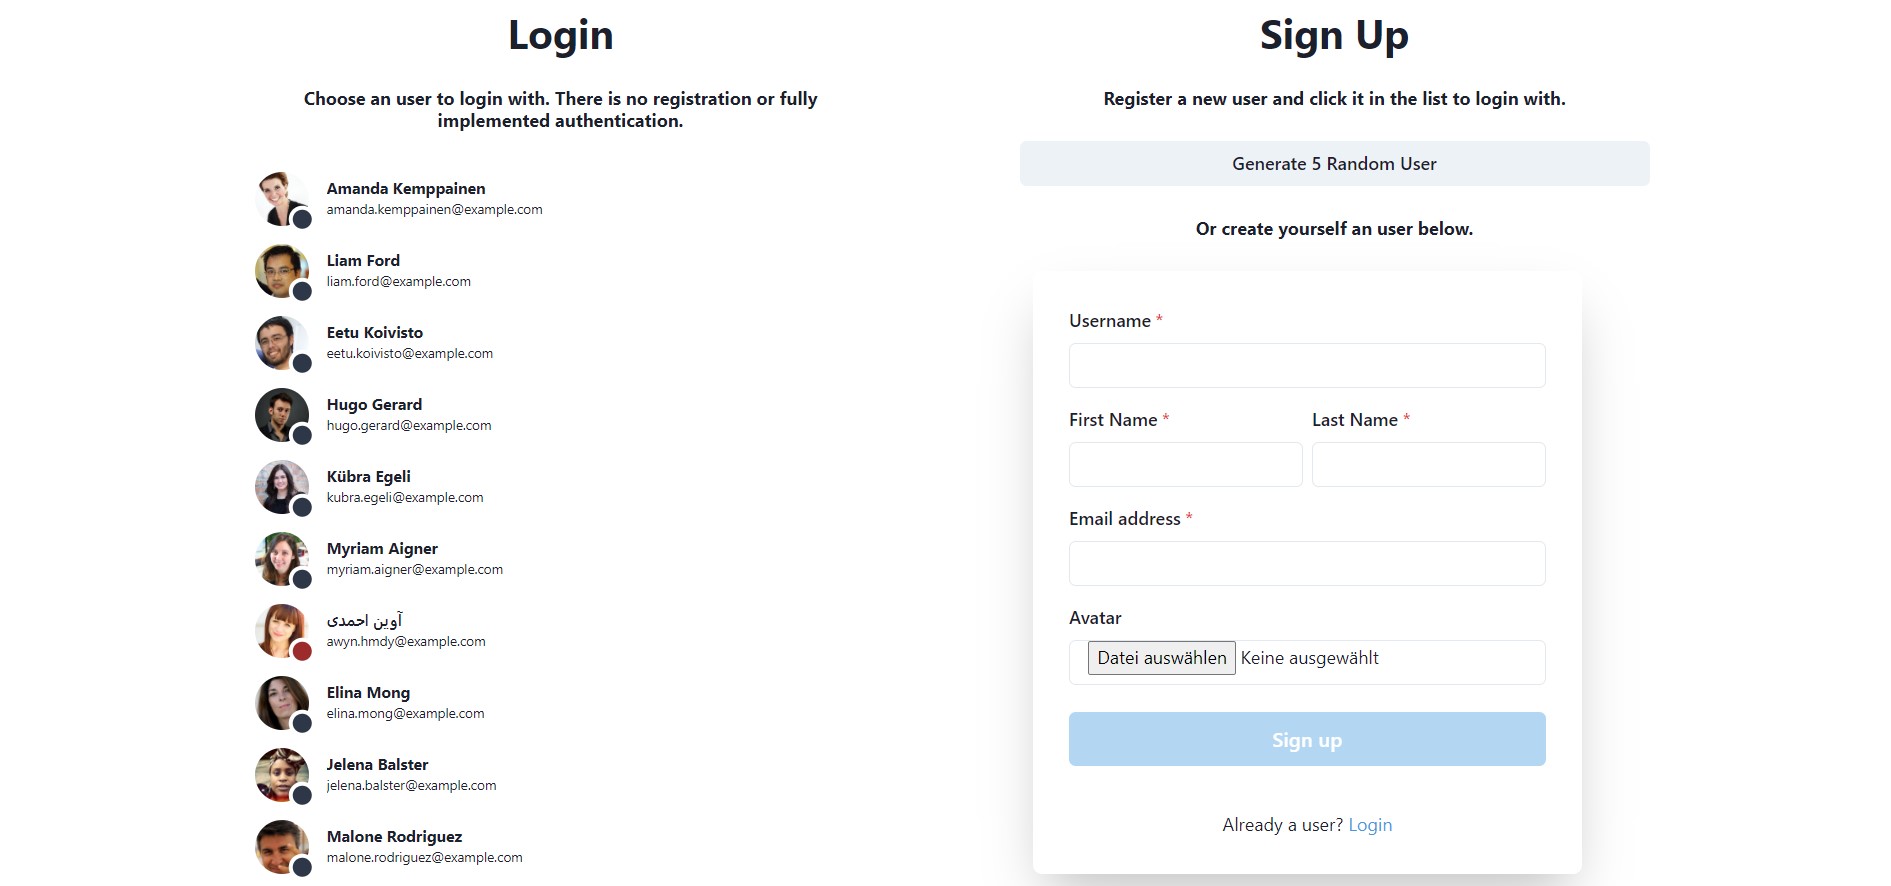 Login
Choose an user to login with. There is no registration or fully
implemented authentication.
Amanda Kemppainen
amanda.kemppainen@example.com
Liam Ford
liam.ford@example.com
Eetu Koivisto
eetu.koivisto@example.com
Hugo Gerard
hugo.gerard@example.com
Kübra Egeli
kubra.egeli@example.com
Myriam Aigner
myriam.aigner@example.com
آوین احمدی
awyn.hmdy@example.com
Elina Mong
elina.mong@example.com
Jelena Balster
jelena.balster@example.com
Malone Rodriguez
malone.rodriguez@example.com
Sign Up
Register a new user and click it in the list to login with.
Generate 5 Random User
Or create yourself an user below.
Username *
First Name * Last Name *
Email address *
Avatar
Datei auswählen Keine ausgewählt
Sign up
Already a user? Login